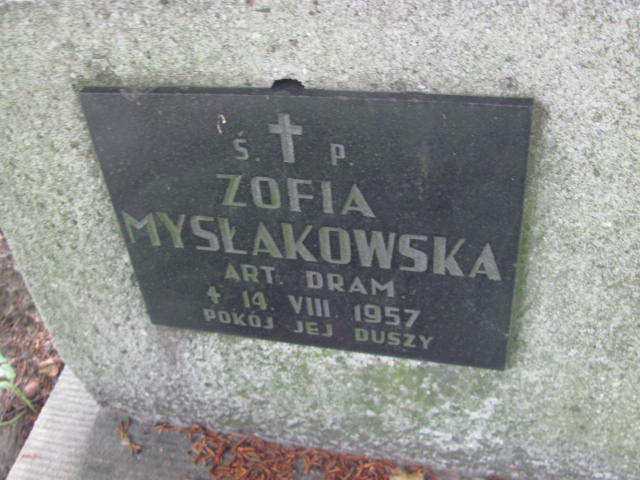 Ś. P.
ZOFIA
MYSŁAKOWSKA
ART. DRAM.
✝ 14. VIII. 1957
POKÓJ JEJ DUSZY